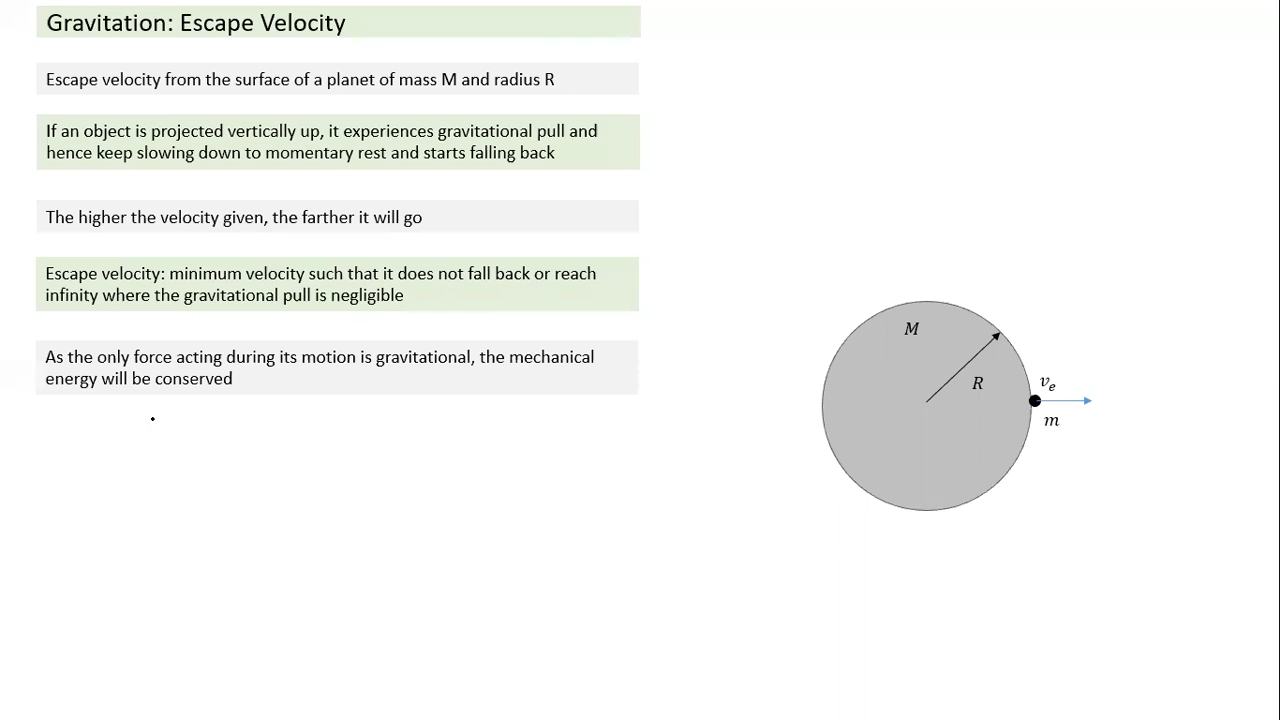 Gravitation: Escape Velocity
Escape velocity from the surface of a planet of mass M and radius R
If an object is projected vertically up, it experiences gravitational pull and
hence keep slowing down to momentary rest and starts falling back
The higher the velocity given, the farther it will go
Escape velocity: minimum velocity such that it does not fall back or reach
infinity where the gravitational pull is negligible
As the only force acting during its motion is gravitational, the mechanical
energy will be conserved
M
R
vₑ
m